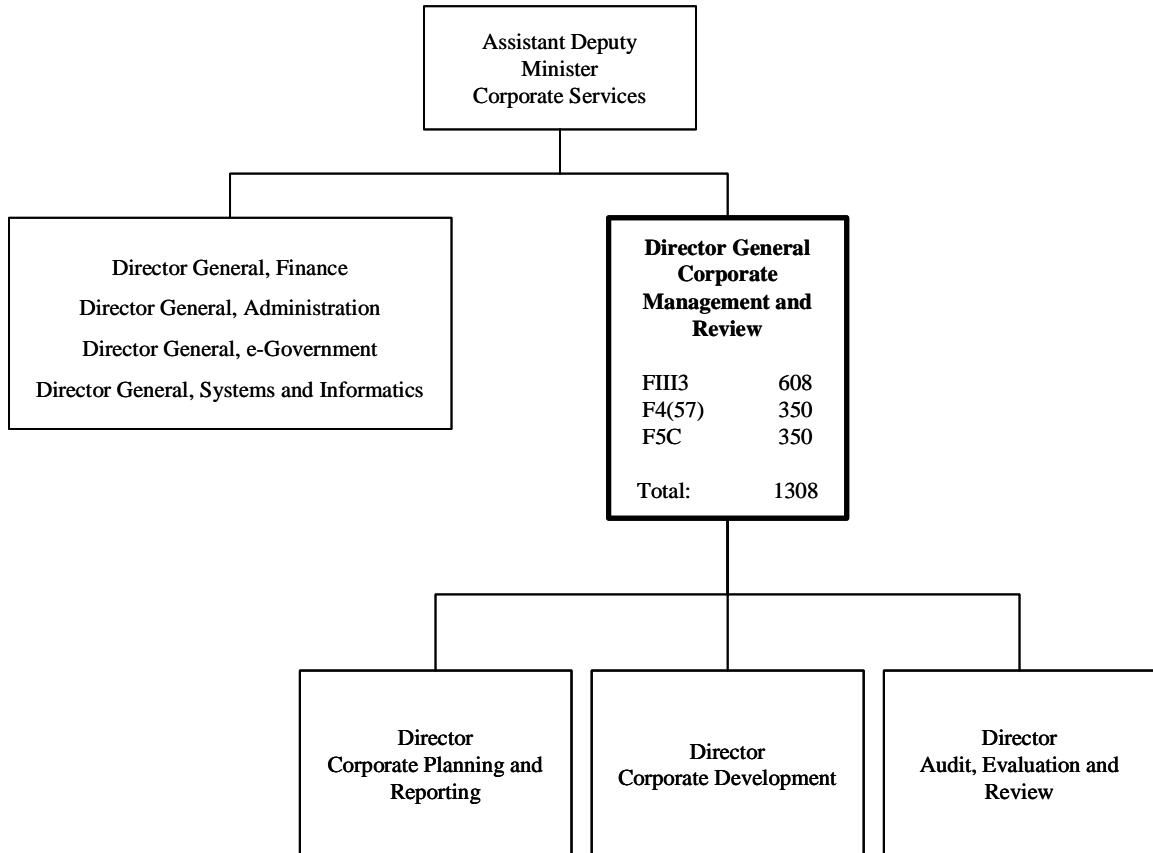 Assistant Deputy
Minister
Corporate Services
Director General, Finance
Director General, Administration
Director General, e-Government
Director General, Systems and Informatics
Director General
Corporate
Management and
Review
FIII3 608
F4(57) 350
F5C 350
Total: 1308
Director
Corporate Planning and
Reporting
Director
Corporate Development
Director
Audit, Evaluation and
Review